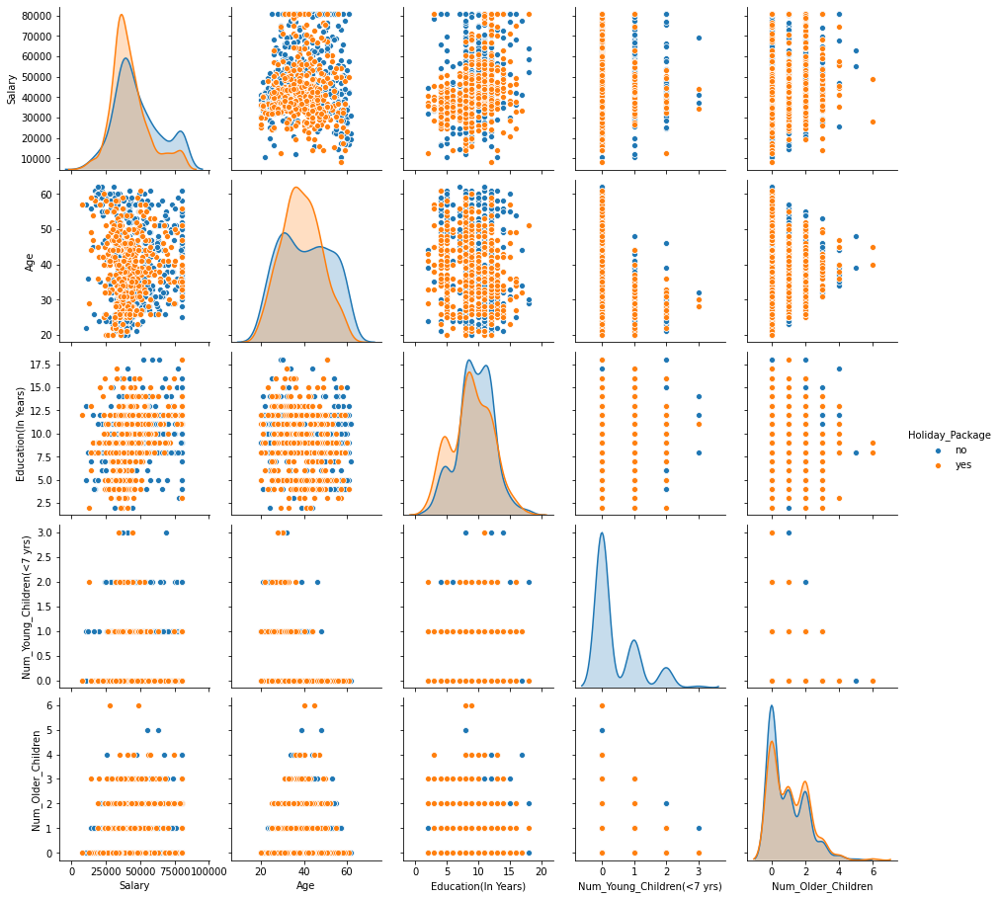 80000
70000
60000
50000
40000
30000
20000
10000
Salary
60
50
40
30
20
Age
17.5
15.0
12.5
10.0
7.5
5.0
2.5
Education(In Years)
Holiday_Package
no
yes
3.0
2.5
2.0
1.5
1.0
0.5
0.0
Num_Young_Children(<7 yrs)
6
5
4
3
2
1
0
Num_Older_Children
0 25000 50000 75000 100000
20 40 60
0 5 10 15 20
0 1 2 3
0 2 4 6
Salary
Age
Education(In Years)
Num_Young_Children(<7 yrs)
Num_Older_Children